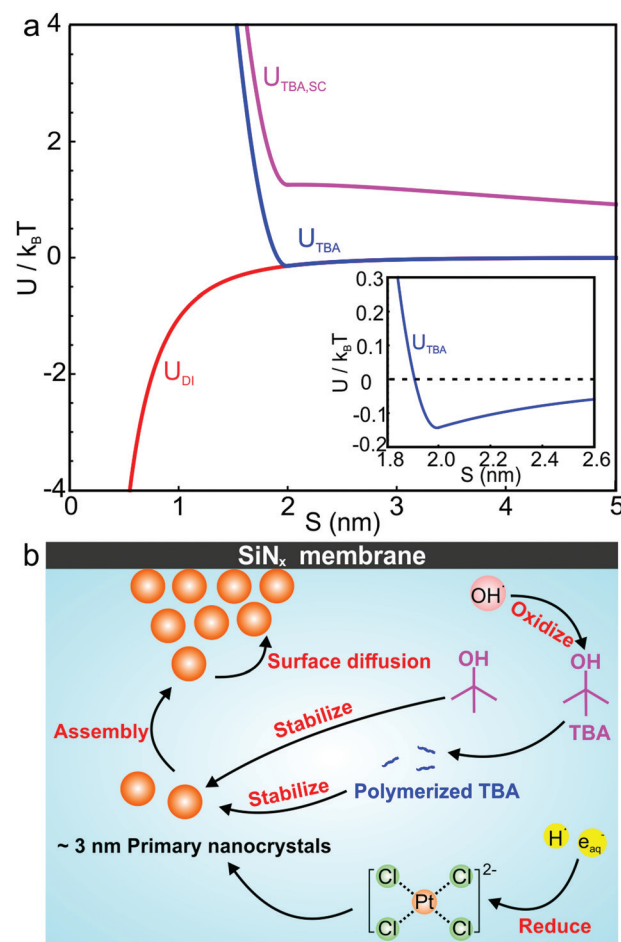 a
4
2
0
-2
-4
U / k_BT
U_TBA,SC
U_TBA
U_DI
0 1 2 3 4 5
S (nm)
0.3
0.2
0.1
0
-0.1
-0.2
U / k_BT
U_TBA
1.8 2.0 2.2 2.4 2.6
S (nm)
b
SiN_x membrane
OH·
Oxidize
OH
OH
TBA
Surface diffusion
Assembly
Stabilize
Stabilize
Polymerized TBA
~ 3 nm Primary nanocrystals
H· e_aq^-
Cl Cl 2-
Pt
Cl Cl
Reduce